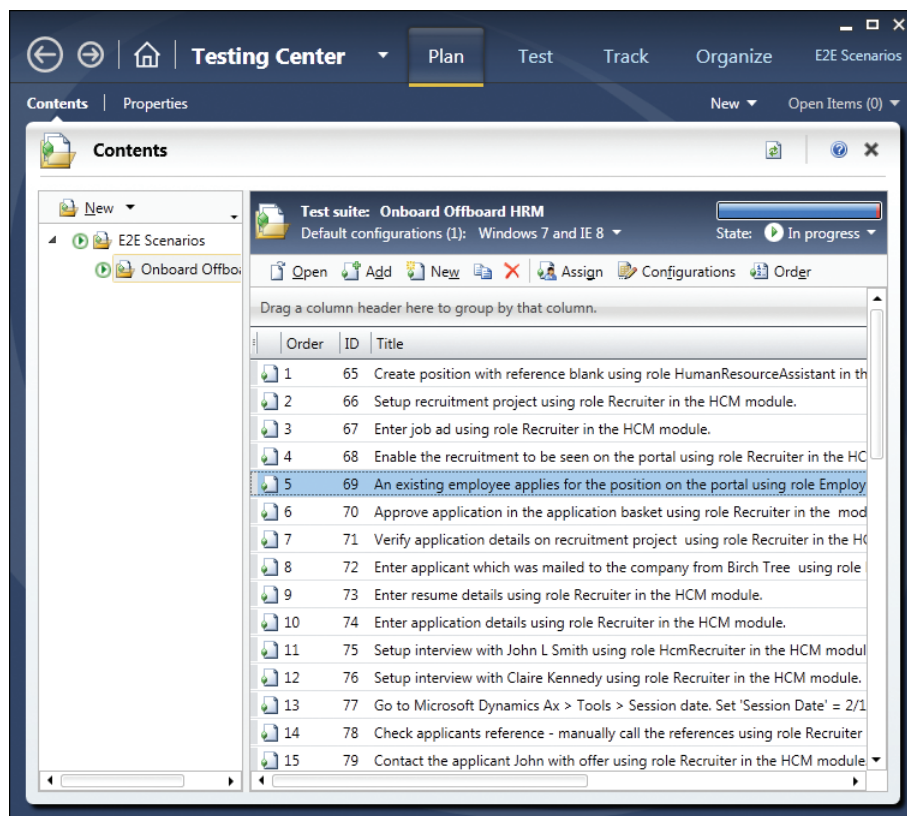 Testing Center Plan Test Track Organize E2E Scenarios
Contents Properties New Open Items (0)
Contents
New
E2E Scenarios
Onboard Offboa
Test suite: Onboard Offboard HRM
Default configurations (1): Windows 7 and IE 8 State: In progress
Open Add New Assign Configurations Order
Drag a column header here to group by that column.
Order ID Title
1 65 Create position with reference blank using role HumanResourceAssistant in th
2 66 Setup recruitment project using role Recruiter in the HCM module.
3 67 Enter job ad using role Recruiter in the HCM module.
4 68 Enable the recruitment to be seen on the portal using role Recruiter in the HC
5 69 An existing employee applies for the position on the portal using role Employ
6 70 Approve application in the application basket using role Recruiter in the mod
7 71 Verify application details on recruitment project using role Recruiter in the HC
8 72 Enter applicant which was mailed to the company from Birch Tree using role
9 73 Enter resume details using role Recruiter in the HCM module.
10 74 Enter application details using role Recruiter in the HCM module.
11 75 Setup interview with John L Smith using role HcmRecruiter in the HCM modul
12 76 Setup interview with Claire Kennedy using role Recruiter in the HCM module.
13 77 Go to Microsoft Dynamics Ax > Tools > Session date. Set 'Session Date' = 2/1
14 78 Check applicants reference - manually call the references using role Recruiter
15 79 Contact the applicant John with offer using role Recruiter in the HCM module